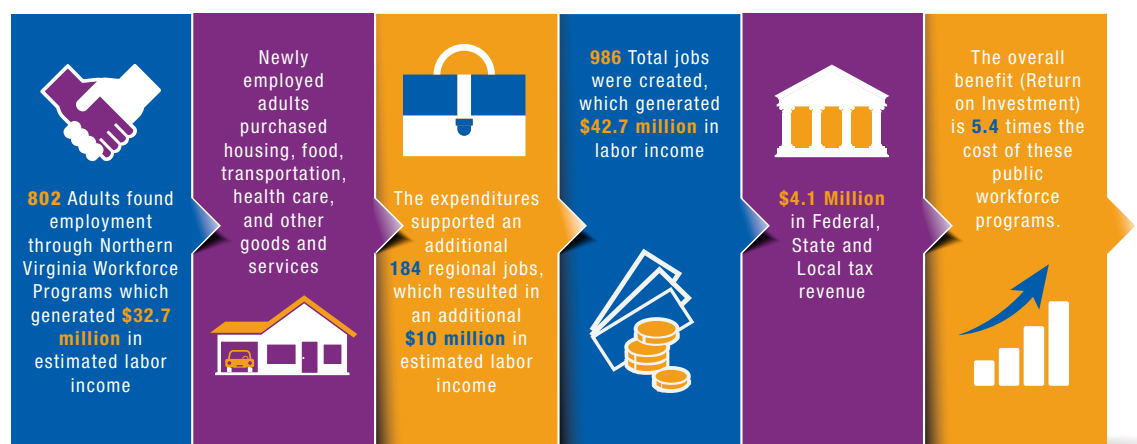 802 Adults found
employment
through Northern
Virginia Workforce
Programs which
generated $32.7
million in
estimated labor
income
Newly
employed
adults
purchased
housing, food,
transportation,
health care,
and other
goods and
services
The expenditures
supported an
additional
184 regional jobs,
which resulted in
an additional
$10 million in
estimated labor
income
986 Total jobs
were created,
which generated
$42.7 million in
labor income
$4.1 Million
in Federal,
State and
Local tax
revenue
The overall
benefit (Return
on Investment)
is 5.4 times the
cost of these
public
workforce
programs.